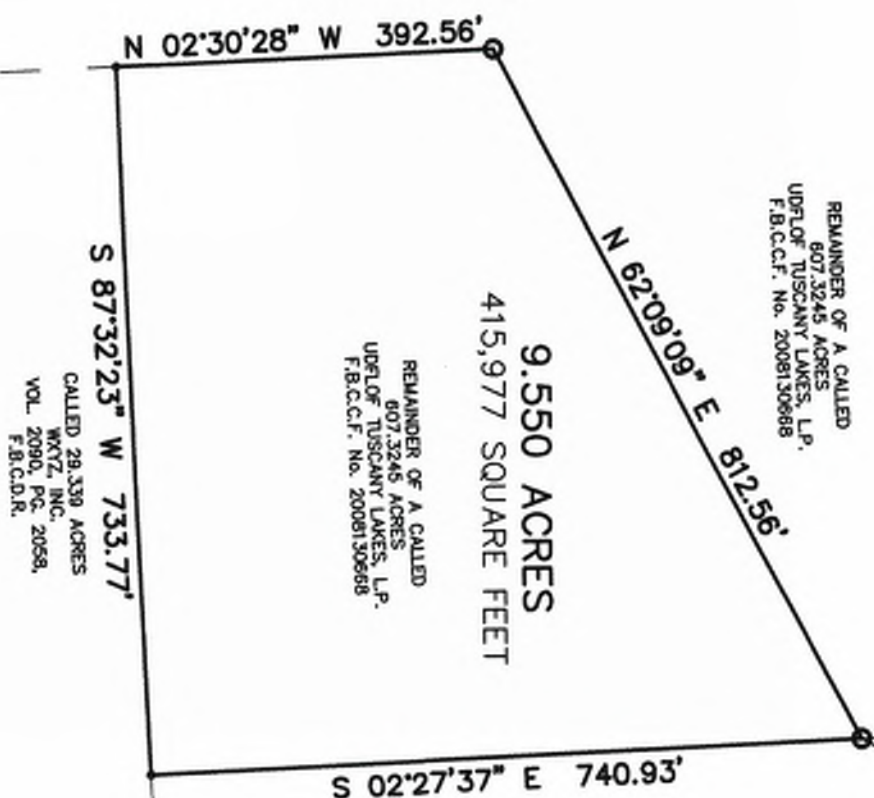 N 02°30'28" W 392.56'
N 62°09'09" E 812.56'
REMAINDER OF A CALLED
607.3245 ACRES
UDFLOF TUSCANY LAKES, L.P.
F.B.C.C.F. No. 2008130668
9.550 ACRES
415,977 SQUARE FEET
REMAINDER OF A CALLED
607.3245 ACRES
UDFLOF TUSCANY LAKES, L.P.
F.B.C.C.F. No. 2008130668
S 87°32'23" W 733.77'
CALLED 29.339 ACRES
WXYZ, INC.
VOL. 2090, PG. 2058,
F.B.C.D.R.
S 02°27'37" E 740.93'